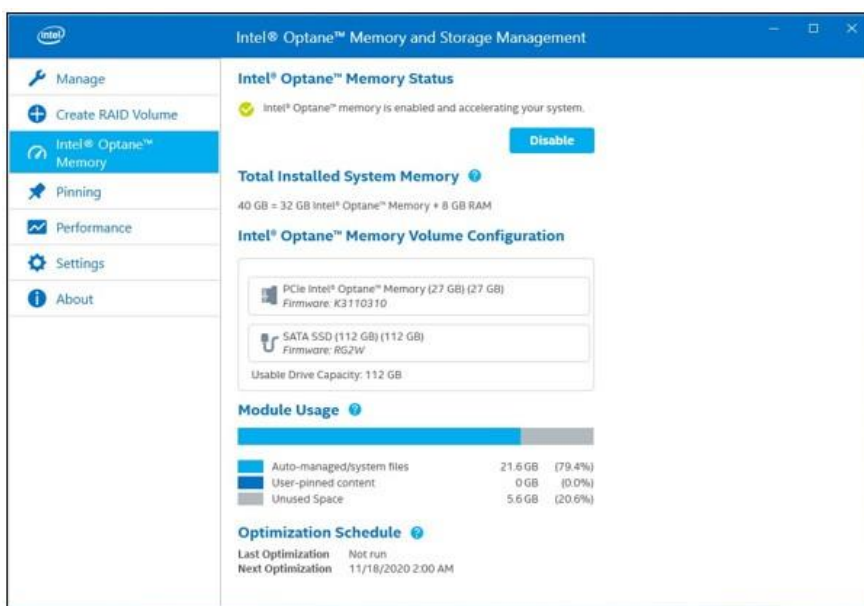 intel
Intel® Optane™ Memory and Storage Management
Manage
Create RAID Volume
Intel® Optane™
Memory
Pinning
Performance
Settings
About
Intel® Optane™ Memory Status
Intel® Optane™ memory is enabled and accelerating your system.
Disable
Total Installed System Memory ?
40 GB = 32 GB Intel® Optane™ Memory + 8 GB RAM
Intel® Optane™ Memory Volume Configuration
PCIe Intel® Optane™ Memory (27 GB) (27 GB)
Firmware: K3110310
SATA SSD (112 GB) (112 GB)
Firmware: RG2W
Usable Drive Capacity: 112 GB
Module Usage ?
Auto-managed/system files 21.6 GB (79.4%)
User-pinned content 0 GB (0.0%)
Unused Space 5.6 GB (20.6%)
Optimization Schedule ?
Last Optimization Not run
Next Optimization 11/18/2020 2:00 AM